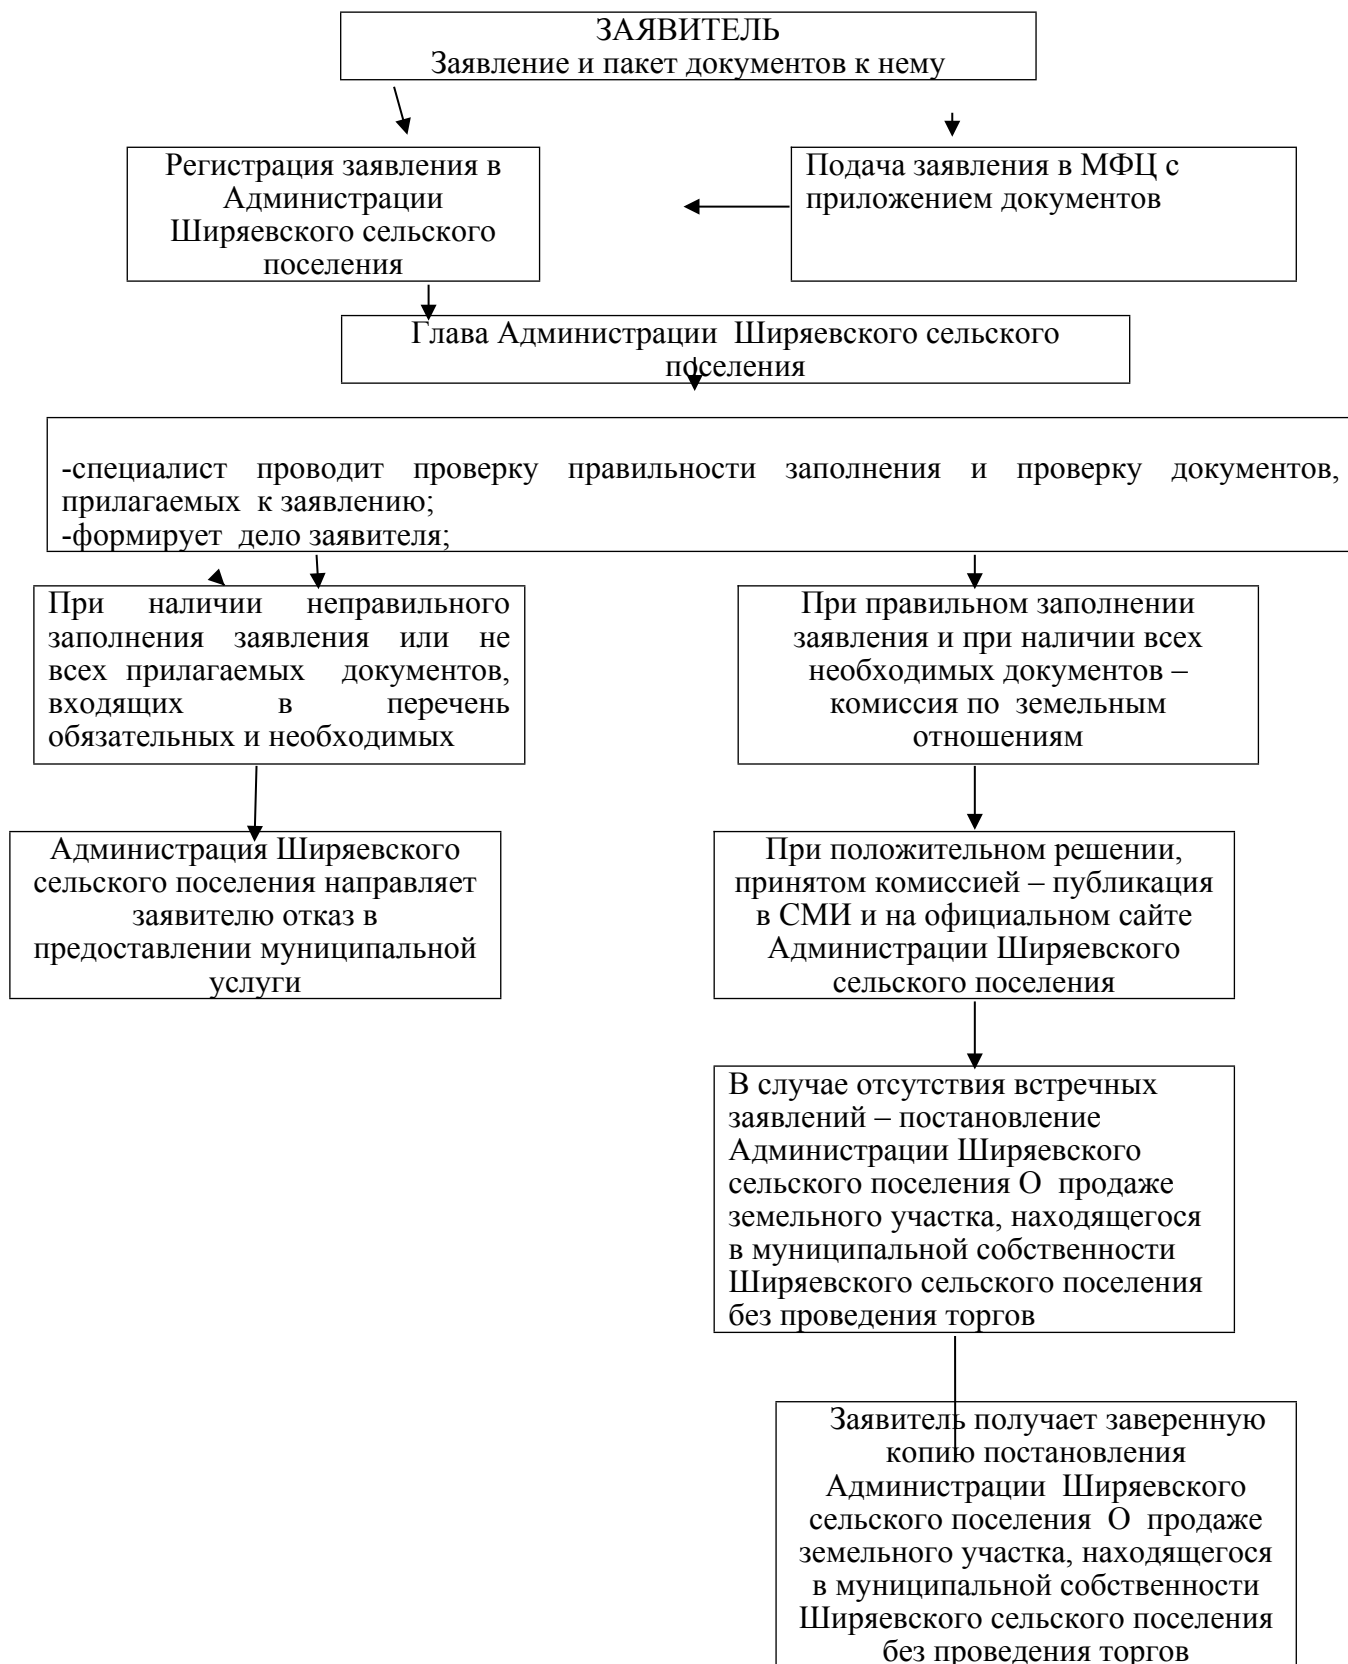 ЗАЯВИТЕЛЬ
Заявление и пакет документов к нему
Регистрация заявления в
Администрации
Ширяевского сельского
поселения
Подача заявления в МФЦ с
приложением документов
Глава Администрации Ширяевского сельского
поселения
-специалист проводит проверку правильности заполнения и проверку документов,
прилагаемых к заявлению;
-формирует дело заявителя;
При наличии неправильного
заполнения заявления или не
всех прилагаемых документов,
входящих в перечень
обязательных и необходимых
При правильном заполнении
заявления и при наличии всех
необходимых документов –
комиссия по земельным
отношениям
Администрация Ширяевского
сельского поселения направляет
заявителю отказ в
предоставлении муниципальной
услуги
При положительном решении,
принятом комиссией – публикация
в СМИ и на официальном сайте
Администрации Ширяевского
сельского поселения
В случае отсутствия встречных
заявлений – постановление
Администрации Ширяевского
сельского поселения О продаже
земельного участка, находящегося
в муниципальной собственности
Ширяевского сельского поселения
без проведения торгов
Заявитель получает заверенную
копию постановления
Администрации Ширяевского
сельского поселения О продаже
земельного участка, находящегося
в муниципальной собственности
Ширяевского сельского поселения
без проведения торгов